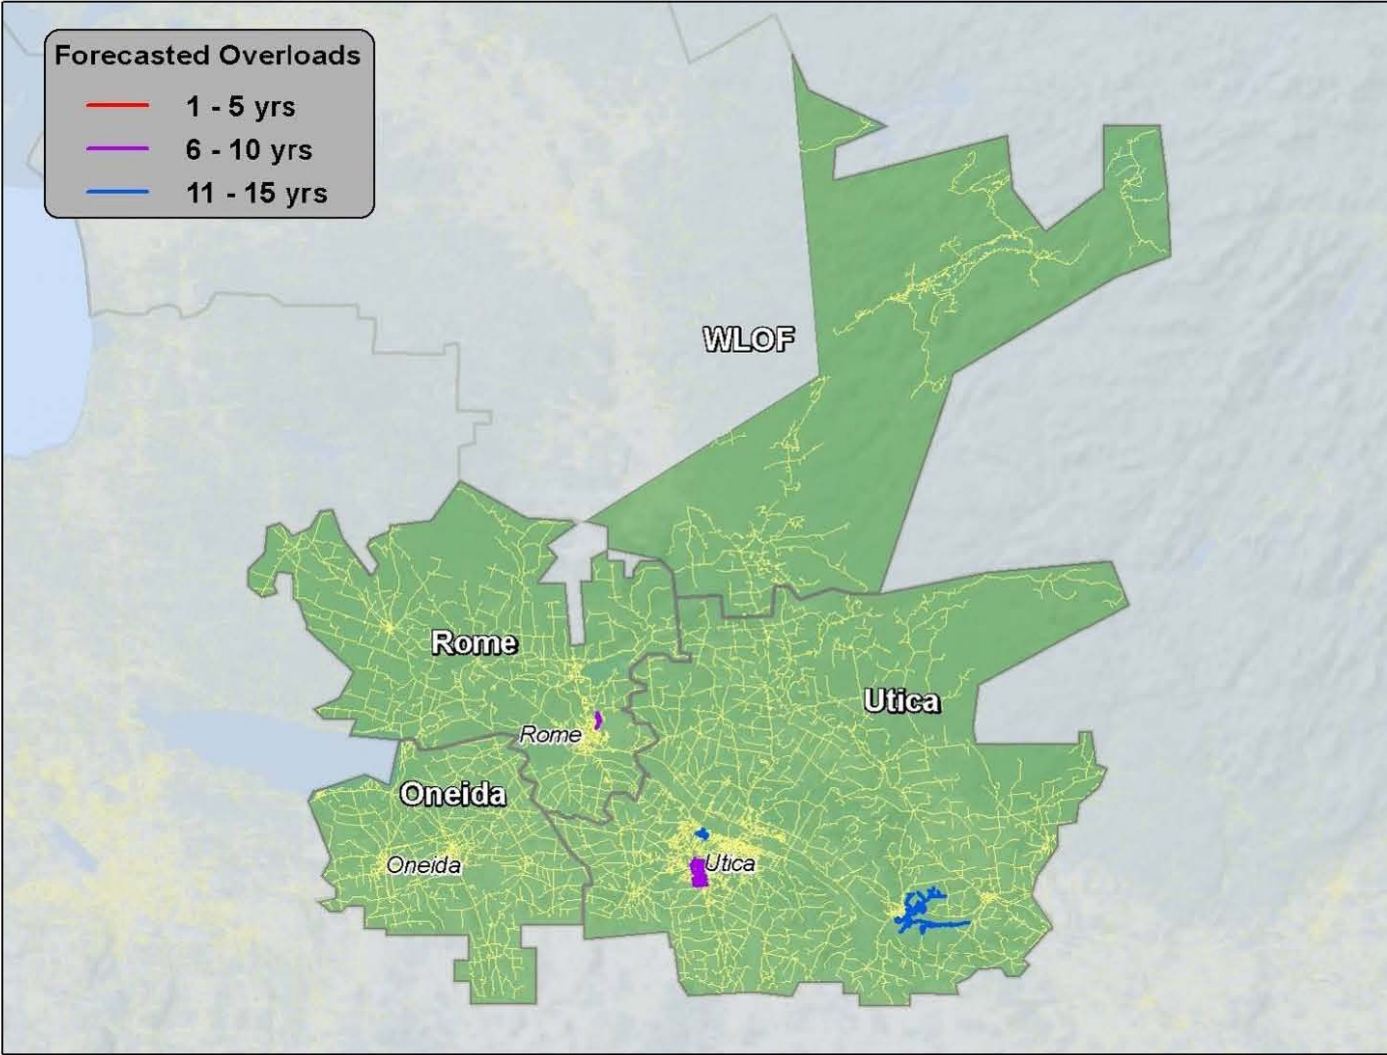 Forecasted Overloads
1 - 5 yrs
6 - 10 yrs
11 - 15 yrs
WLOF
Rome
Utica
Rome
Oneida
Oneida
Utica